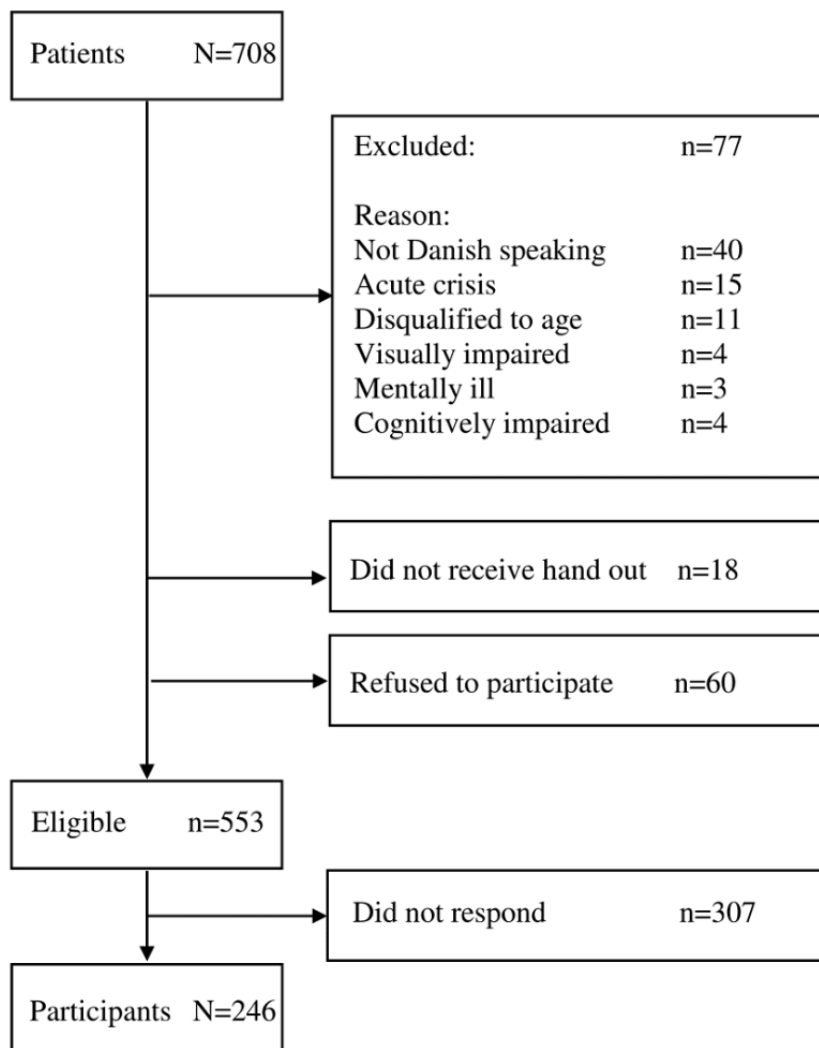 Patients N=708
Excluded: n=77
Reason:
Not Danish speaking n=40
Acute crisis n=15
Disqualified to age n=11
Visually impaired n=4
Mentally ill n=3
Cognitively impaired n=4
Did not receive hand out n=18
Refused to participate n=60
Eligible n=553
Did not respond n=307
Participants N=246